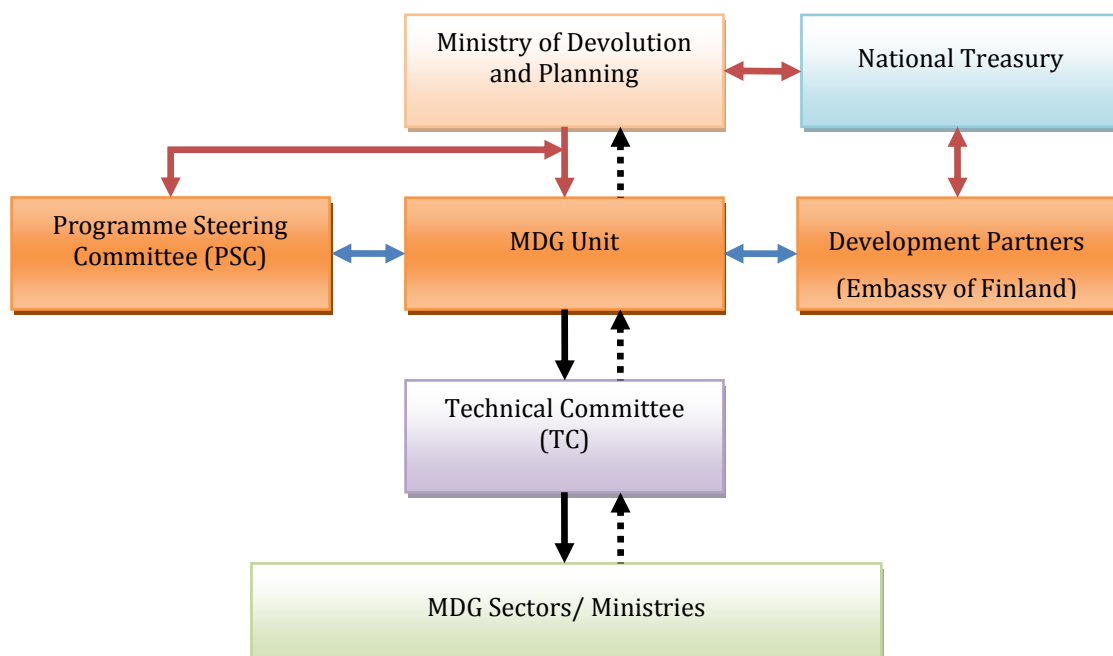 Ministry of Devolution
and Planning
National Treasury
Programme Steering
Committee (PSC)
MDG Unit
Development Partners
(Embassy of Finland)
Technical Committee
(TC)
MDG Sectors/ Ministries